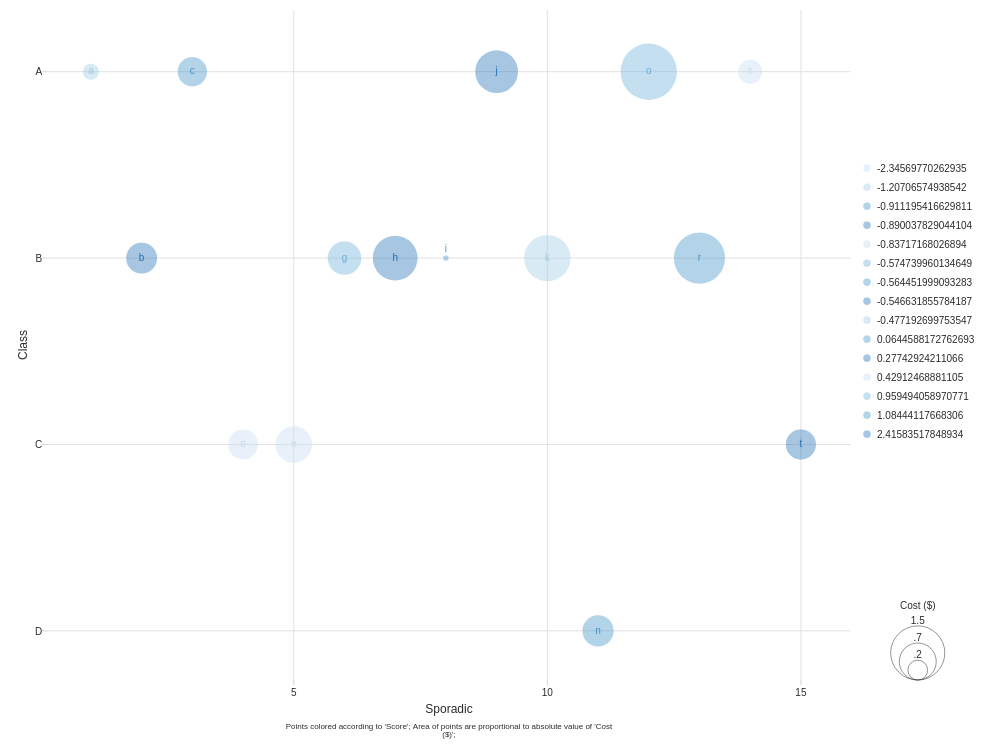 A
a
c
j
o
s
B
b
g
h
i
k
r
C
d
e
t
D
n
Class
5
10
15
Sporadic
Points colored according to 'Score'; Area of points are proportional to absolute value of 'Cost
($)';
-2.34569770262935
-1.20706574938542
-0.911195416629811
-0.890037829044104
-0.83717168026894
-0.574739960134649
-0.564451999093283
-0.546631855784187
-0.477192699753547
0.0644588172762693
0.27742924211066
0.42912468881105
0.959494058970771
1.08444117668306
2.41583517848934
Cost ($)
1.5
.7
.2